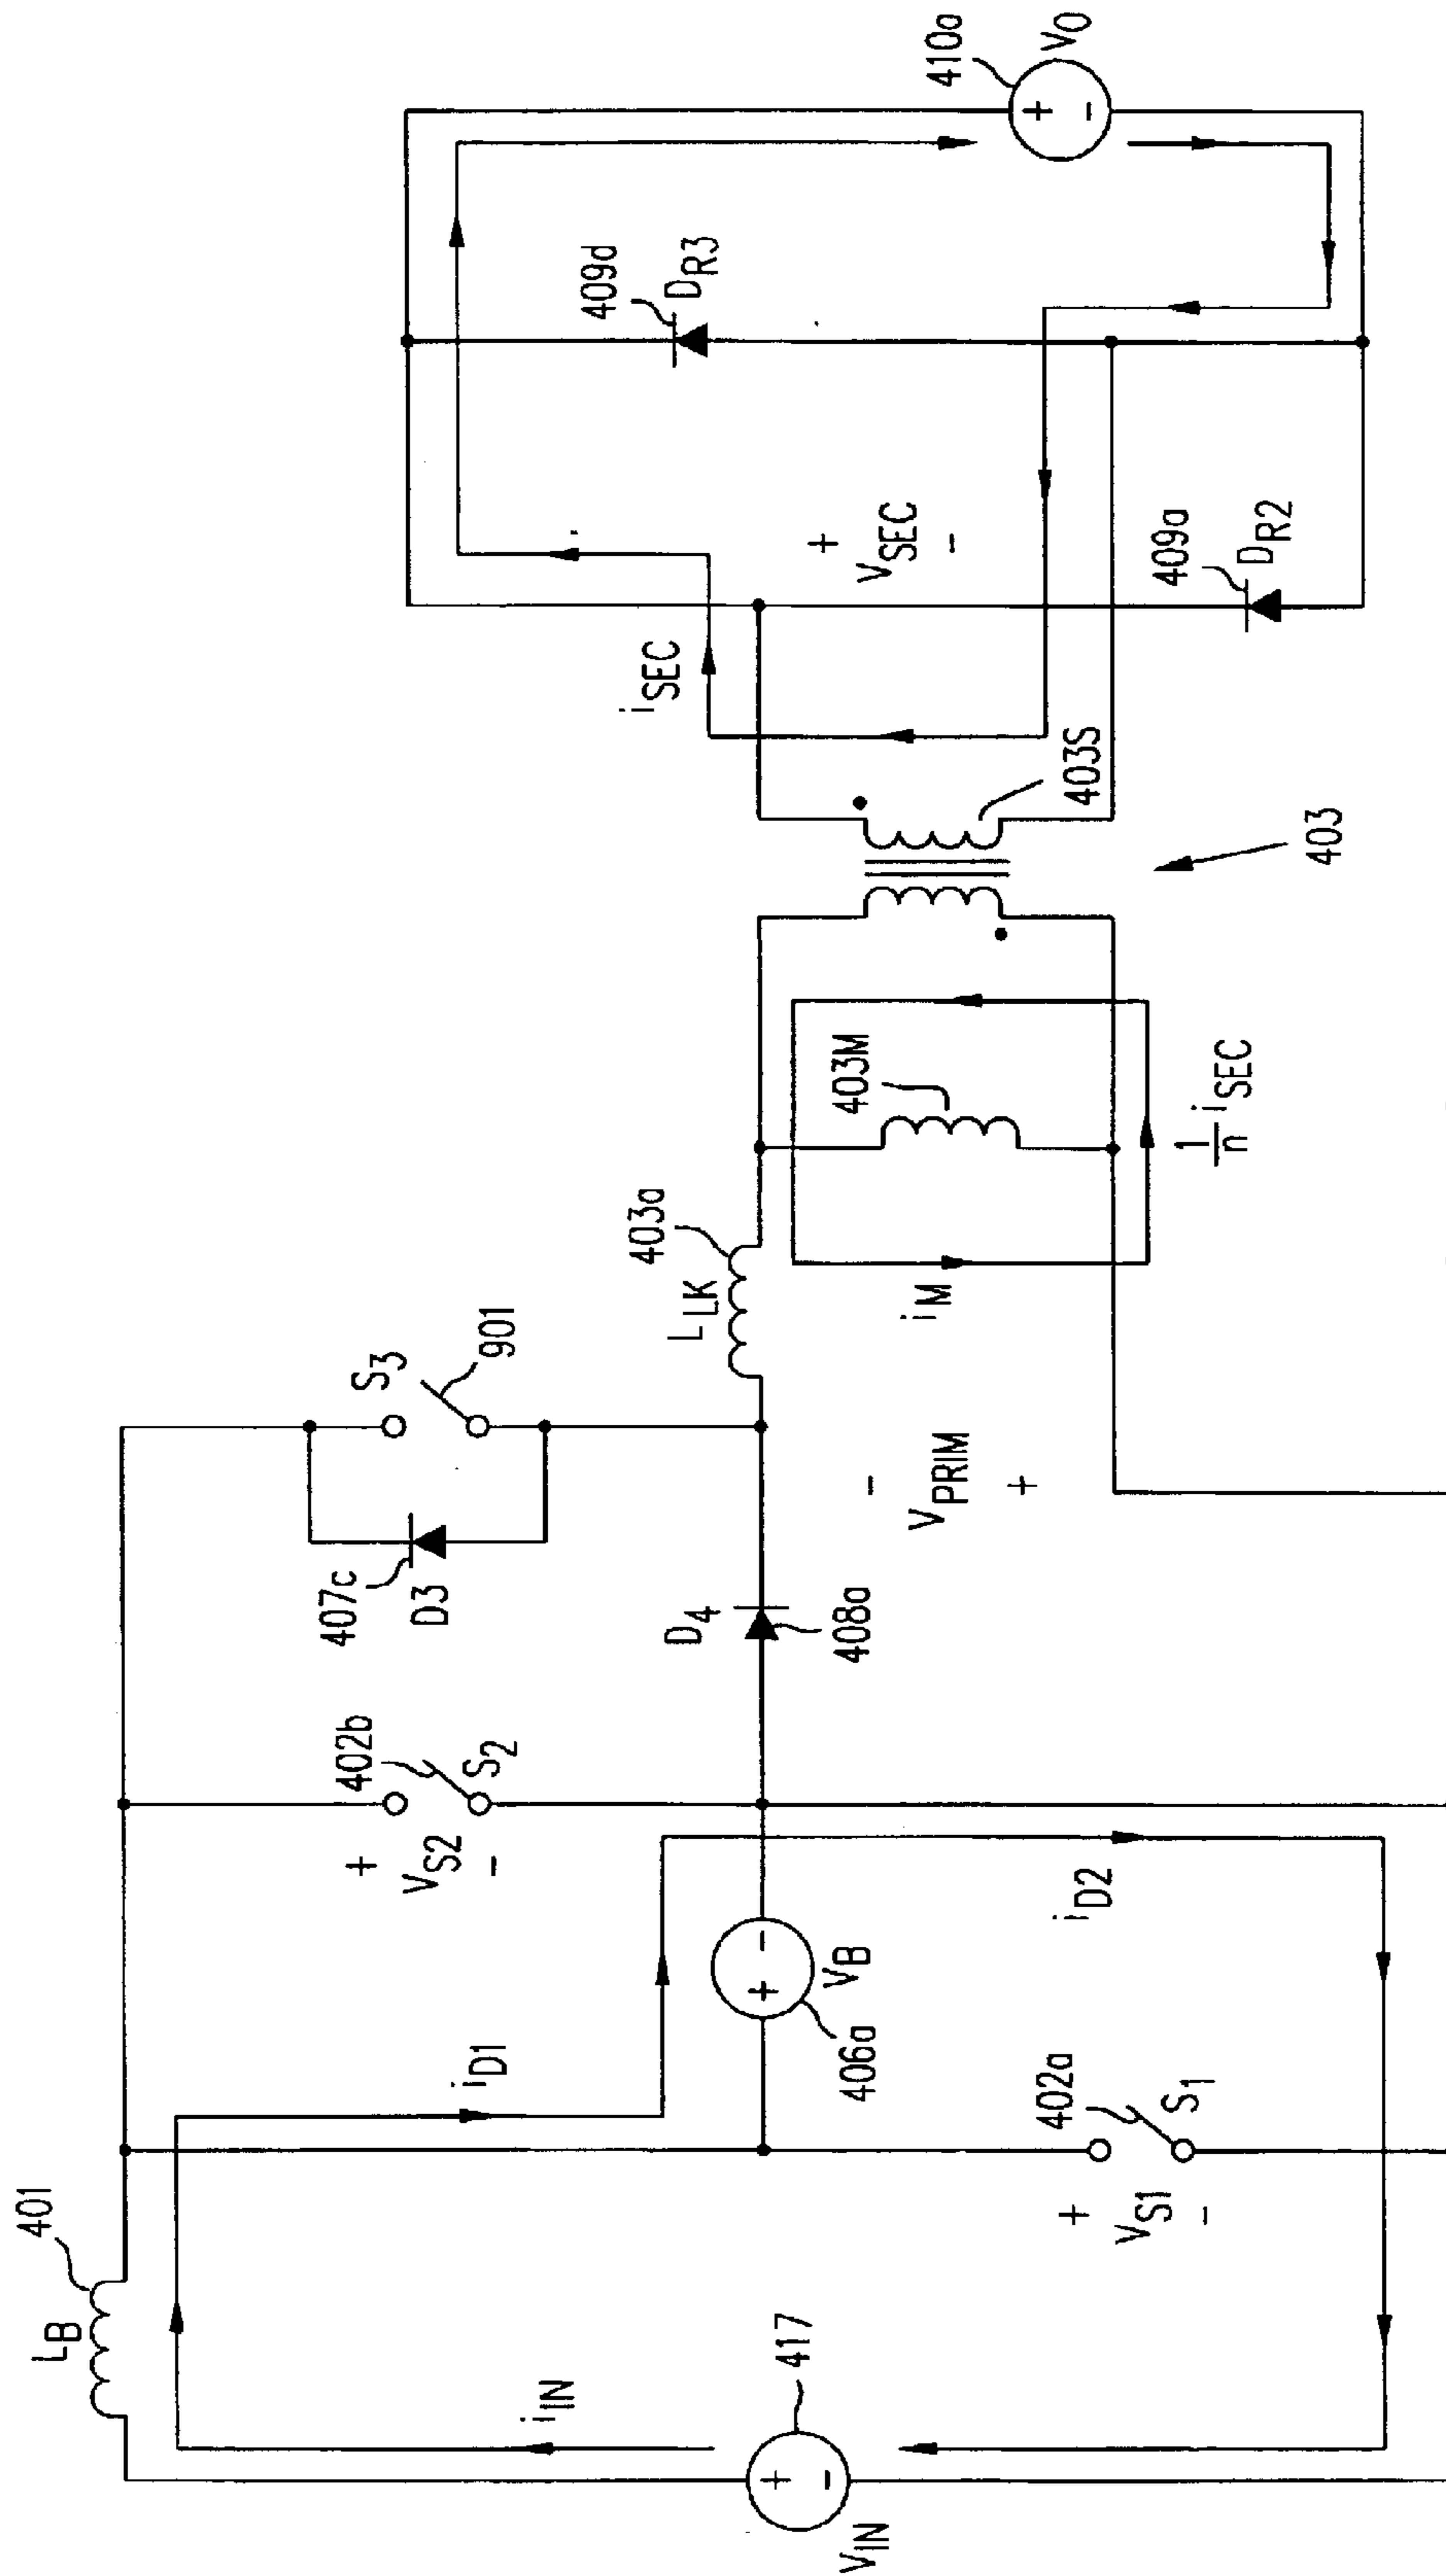 401
LB
iIN
417
VIN
+
-
iD1
406a
VB
+
-
402a
S1
+
VS1
-
iD2
402b
S2
+
VS2
-
D4
408a
407c
D3
S3
901
LLK
403a
-
VPRIM
+
iM
403M
1/n iSEC
403
403S
iSEC
+
VSEC
-
409a
DR2
409d
DR3
410a
VO
+
-